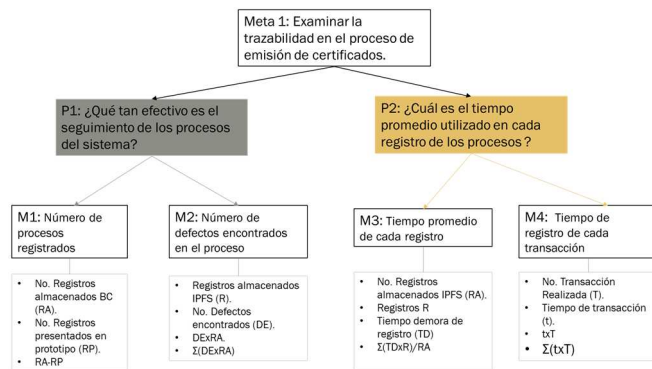 Meta 1: Examinar la
trazabilidad en el proceso de
emisión de certificados.
P1: ¿Qué tan efectivo es el
seguimiento de los procesos
del sistema?
P2: ¿Cuál es el tiempo
promedio utilizado en cada
registro de los procesos ?
M1: Número de
procesos
registrados
M2: Número de
defectos encontrados
en el proceso
M3: Tiempo promedio
de cada registro
M4: Tiempo de
registro de cada
transacción
• No. Registros
almacenados BC
(RA).
• No. Registros
presentados en
prototipo (RP).
• RA-RP
• Registros almacenados
IPFS (R).
• No. Defectos
encontrados (DE).
• DExRA.
• Σ(DExRA)
• No. Registros
almacenados IPFS (RA).
• Registros R
• Tiempo demora de
registro (TD)
• Σ(TDxR)/RA
• No. Transacción
Realizada (T).
• Tiempo de transacción
(t).
• txT
• Σ(txT)